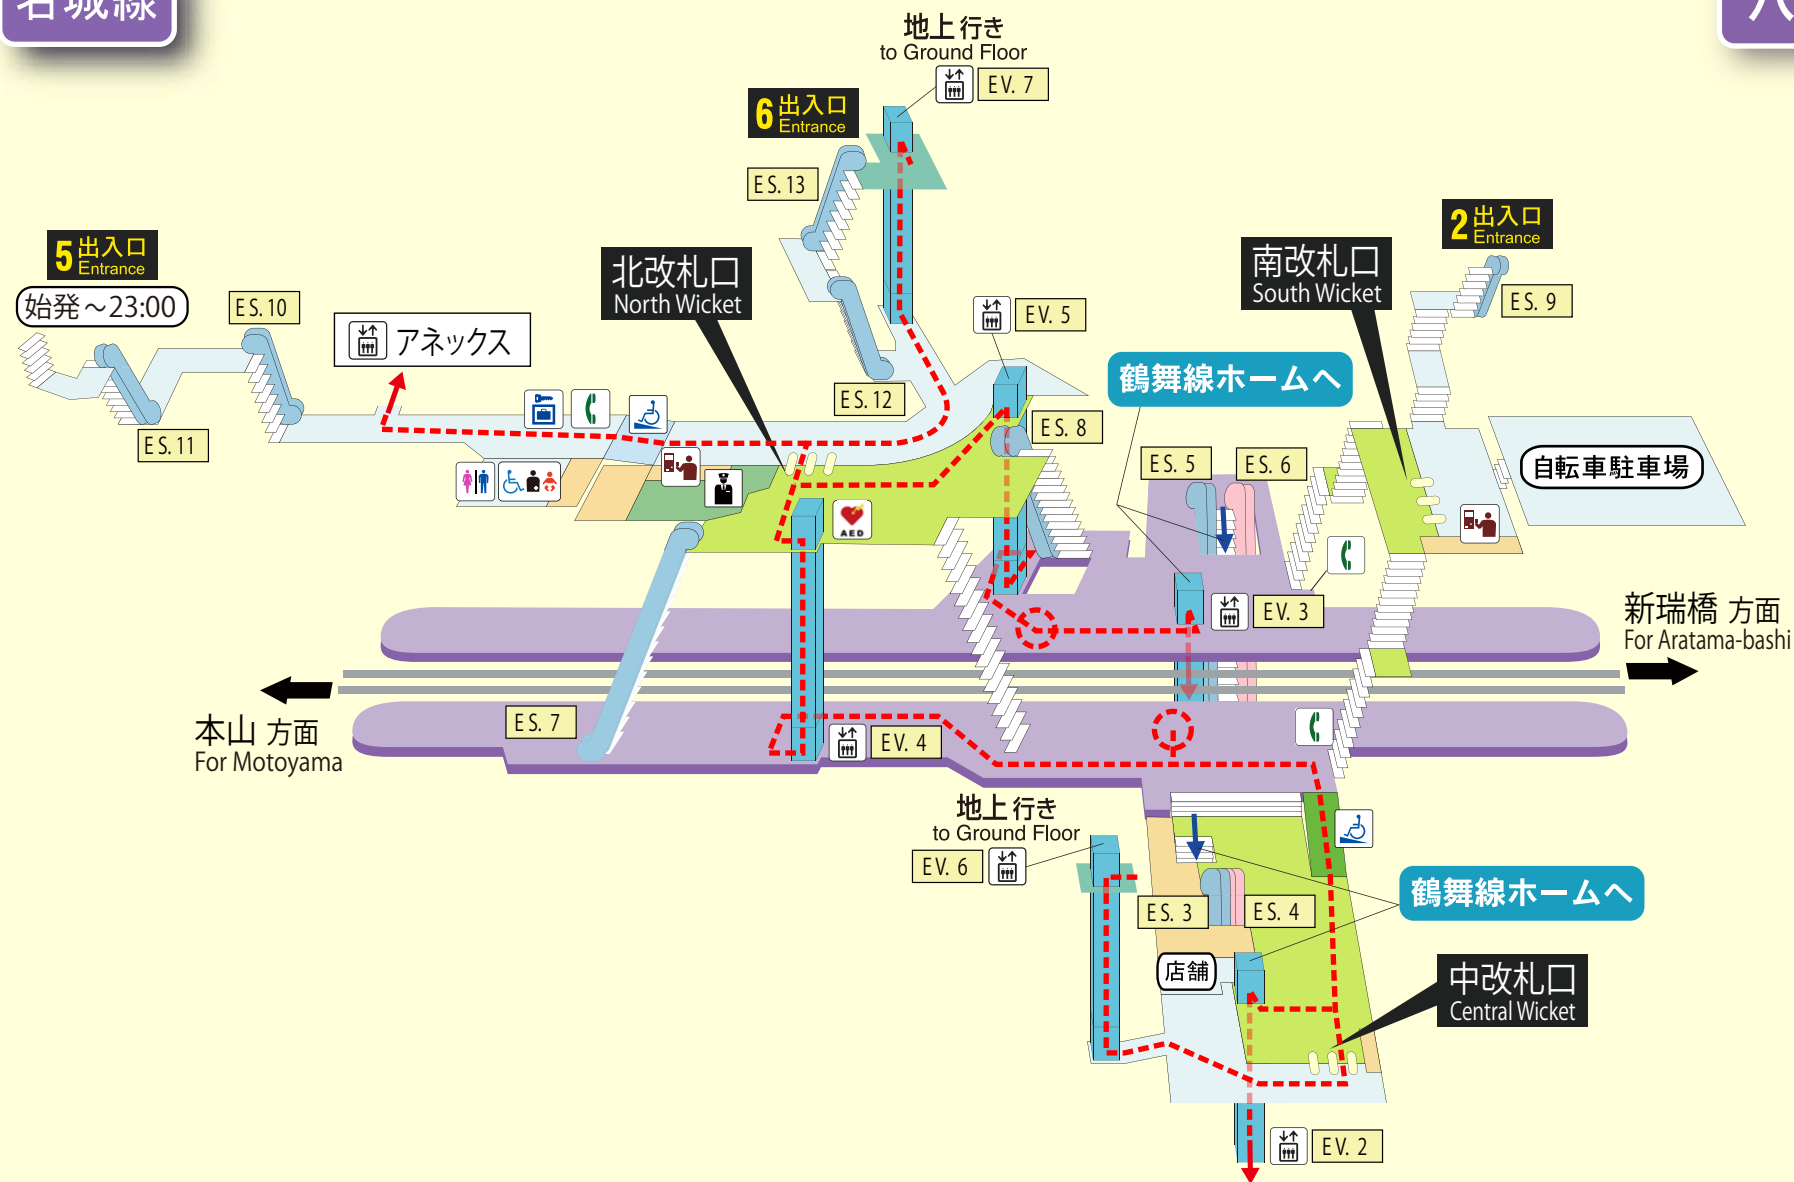 名城線
八
地上行き
to Ground Floor
EV. 7
6 出入口
Entrance
ES. 13
5 出入口
Entrance
始発～23:00
ES. 10
アネックス
北改札口
North Wicket
EV. 5
南改札口
South Wicket
2 出入口
Entrance
ES. 9
ES. 11
ES. 12
鶴舞線ホームへ
ES. 8
ES. 5
ES. 6
自転車駐車場
AED
EV. 3
新瑞橋 方面
For Aratama-bashi
本山 方面
For Motoyama
ES. 7
EV. 4
地上行き
to Ground Floor
EV. 6
ES. 3
ES. 4
鶴舞線ホームへ
店舗
中改札口
Central Wicket
EV. 2